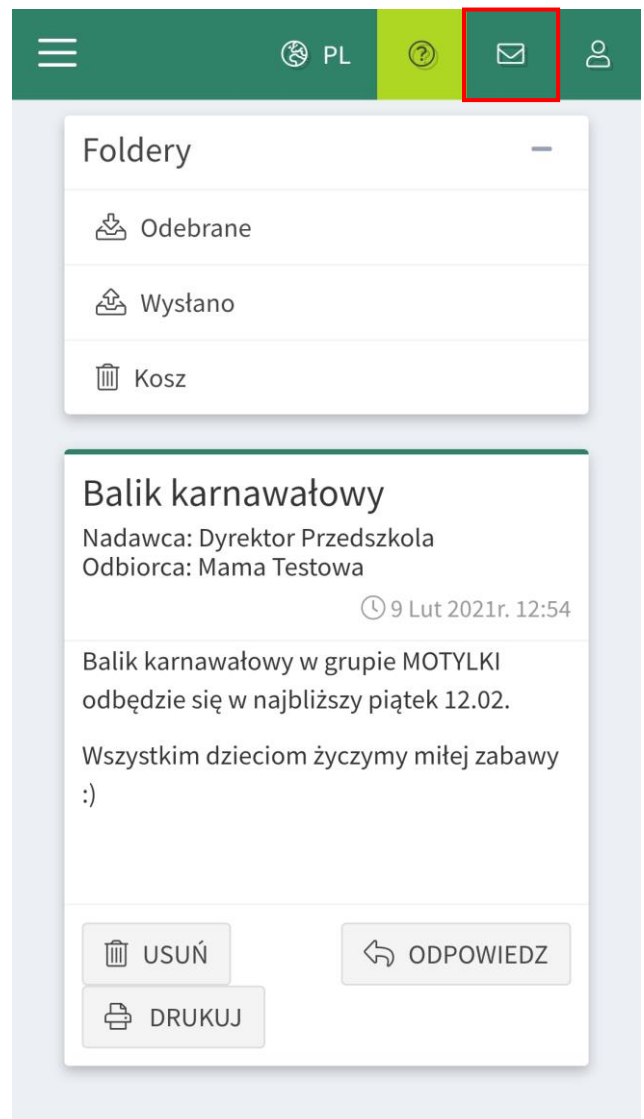 PL
Foldery
Odebrane
Wysłano
Kosz
Balik karnawałowy
Nadawca: Dyrektor Przedszkola
Odbiorca: Mama Testowa
9 Lut 2021r. 12:54
Balik karnawałowy w grupie MOTYLKI
odbędzie się w najbliższy piątek 12.02.
Wszystkim dzieciom życzymy miłej zabawy
:)
USUŃ
ODPOWIEDZ
DRUKUJ